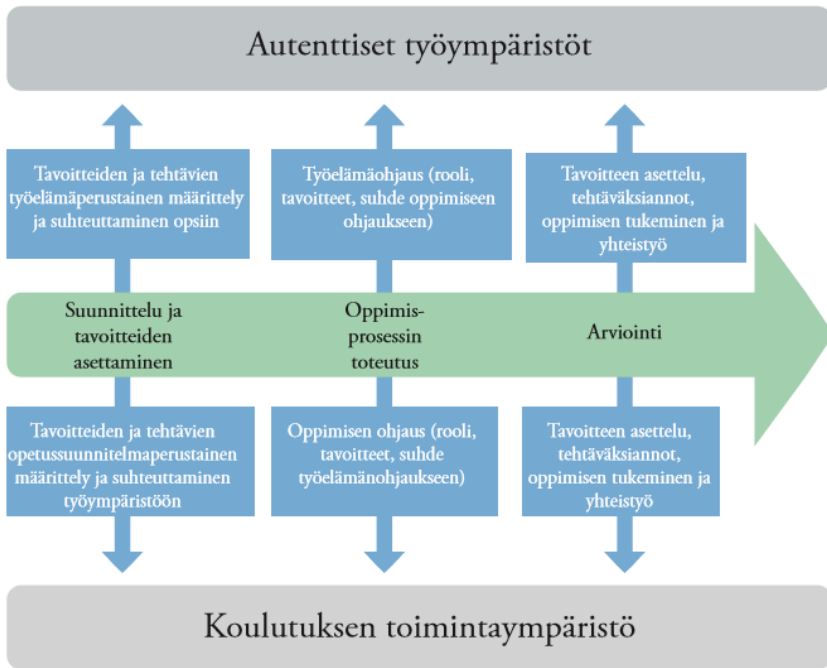 Autenttiset työympäristöt
Tavoitteiden ja tehtävien
työelämäperustainen määrittely
ja suhteuttaminen opsiin
Työelämäohjaus (rooli,
tavoitteet, suhde oppimiseen
ohjaukseen)
Tavoitteen asettelu,
tehtäväksiannot,
oppimisen tukeminen ja
yhteistyö
Suunnittelu ja
tavoitteiden
asettaminen
Oppimis-
prosessin
toteutus
Arviointi
Tavoitteiden ja tehtävien
opetussuunnitelmaperustainen
määrittely ja suhteuttaminen
työympäristöön
Oppimisen ohjaus (rooli,
tavoitteet, suhde
työelämänohjaukseen)
Tavoitteen asettelu,
tehtäväksiannot,
oppimisen tukeminen ja
yhteistyö
Koulutuksen toimintaympäristö